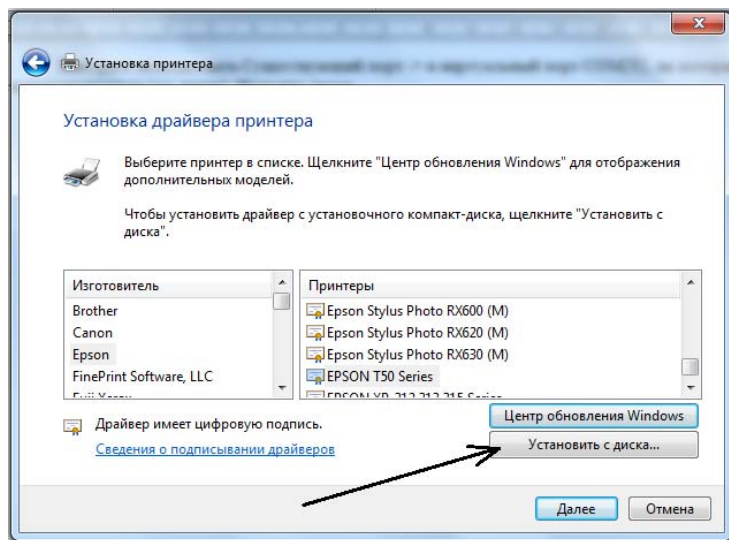 Установка принтера
Установка драйвера принтера
Выберите принтер в списке. Щелкните "Центр обновления Windows" для отображения
дополнительных моделей.
Чтобы установить драйвер с установочного компакт-диска, щелкните "Установить с
диска".
Изготовитель
Brother
Canon
Epson
FinePrint Software, LLC
Принтеры
Epson Stylus Photo RX600 (M)
Epson Stylus Photo RX620 (M)
Epson Stylus Photo RX630 (M)
EPSON T50 Series
Драйвер имеет цифровую подпись.
Сведения о подписывании драйверов
Центр обновления Windows
Установить с диска...
Далее
Отмена